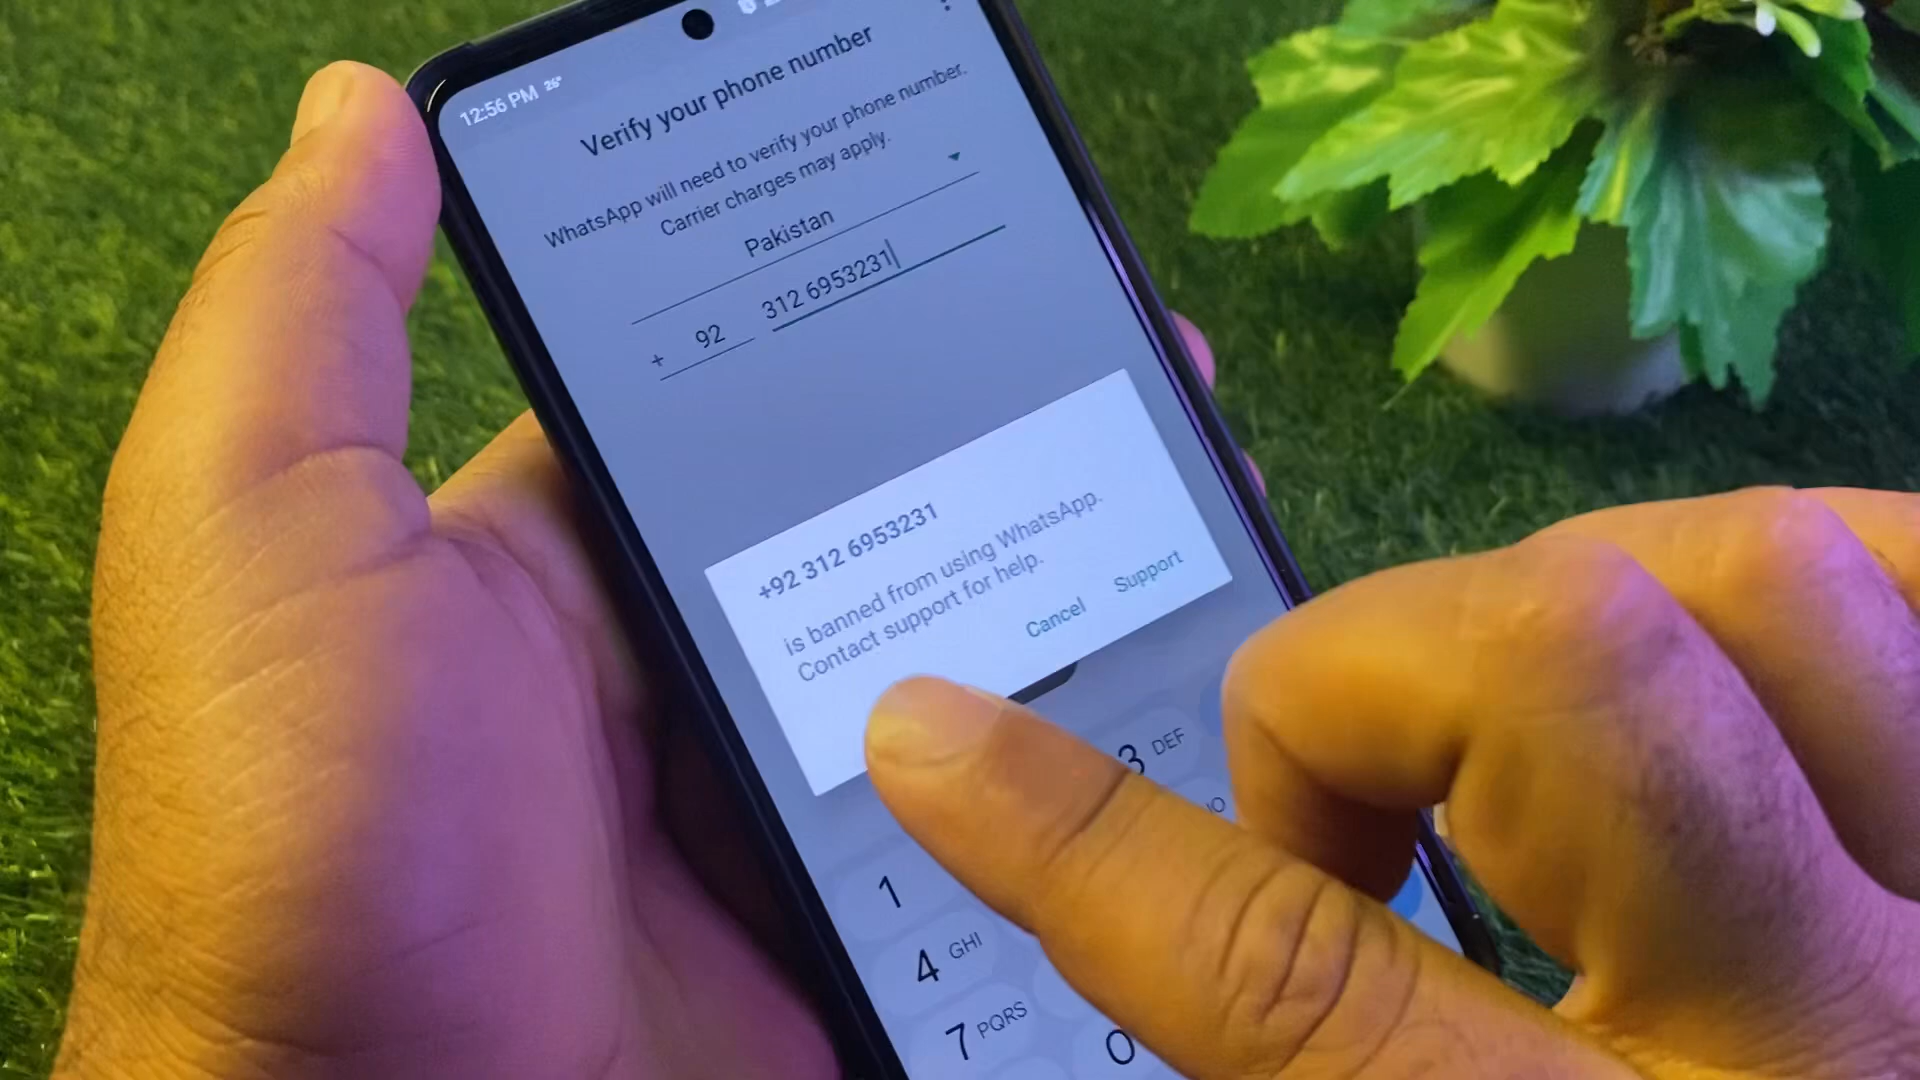 12:56 PM 26°
Verify your phone number
WhatsApp will need to verify your phone number.
Carrier charges may apply.
Pakistan
+ 92 312 6953231
+92 312 6953231
is banned from using WhatsApp.
Contact support for help.
Cancel Support
3 DEF
1
4 GHI
7 PQRS
0